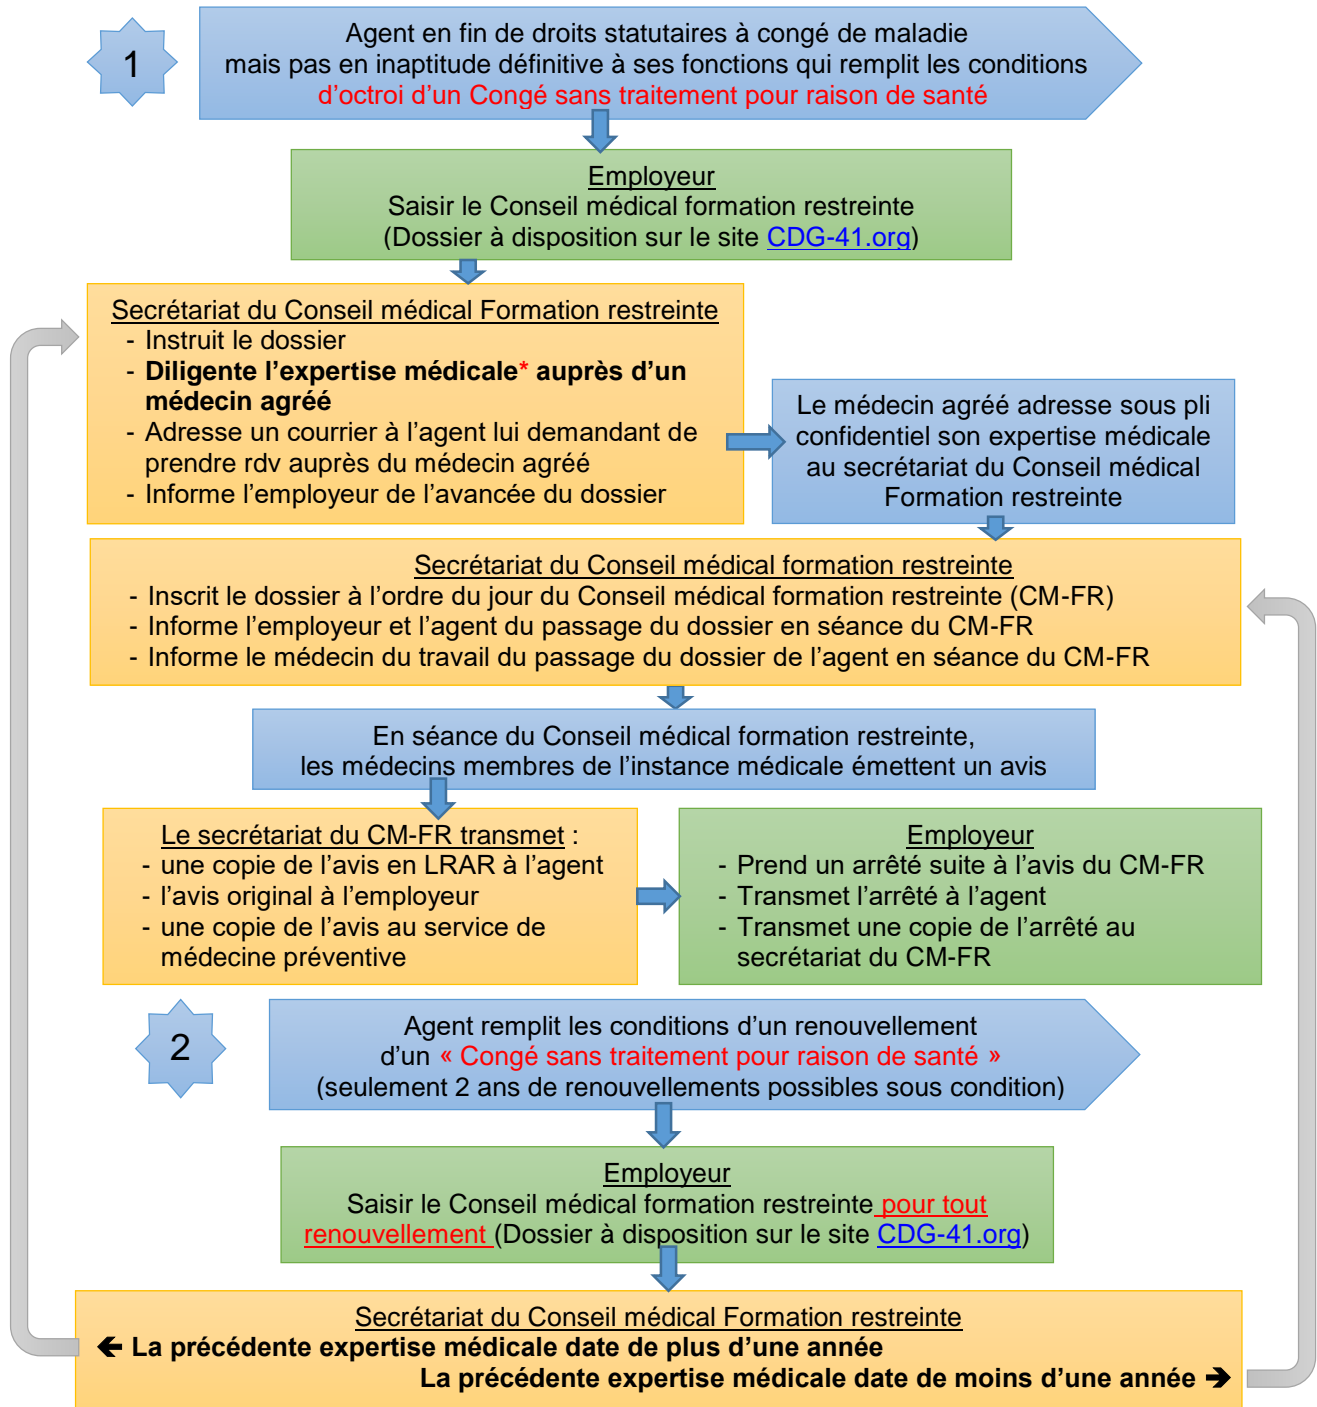 1
Agent en fin de droits statutaires à congé de maladie
mais pas en inaptitude définitive à ses fonctions qui remplit les conditions
d’octroi d’un Congé sans traitement pour raison de santé
Employeur
Saisir le Conseil médical formation restreinte
(Dossier à disposition sur le site CDG-41.org)
Secrétariat du Conseil médical Formation restreinte
- Instruit le dossier
- Diligente l’expertise médicale* auprès d’un
médecin agréé
- Adresse un courrier à l’agent lui demandant de
prendre rdv auprès du médecin agréé
- Informe l’employeur de l’avancée du dossier
Le médecin agréé adresse sous pli
confidentiel son expertise médicale
au secrétariat du Conseil médical
Formation restreinte
Secrétariat du Conseil médical formation restreinte
- Inscrit le dossier à l’ordre du jour du Conseil médical formation restreinte (CM-FR)
- Informe l’employeur et l’agent du passage du dossier en séance du CM-FR
- Informe le médecin du travail du passage du dossier de l’agent en séance du CM-FR
En séance du Conseil médical formation restreinte,
les médecins membres de l’instance médicale émettent un avis
Le secrétariat du CM-FR transmet :
- une copie de l’avis en LRAR à l’agent
- l’avis original à l’employeur
- une copie de l’avis au service de
médecine préventive
Employeur
- Prend un arrêté suite à l’avis du CM-FR
- Transmet l’arrêté à l’agent
- Transmet une copie de l’arrêté au
secrétariat du CM-FR
2
Agent remplit les conditions d’un renouvellement
d’un « Congé sans traitement pour raison de santé »
(seulement 2 ans de renouvellements possibles sous condition)
Employeur
Saisir le Conseil médical formation restreinte pour tout
renouvellement (Dossier à disposition sur le site CDG-41.org)
Secrétariat du Conseil médical Formation restreinte
🡸 La précédente expertise médicale date de plus d’une année
La précédente expertise médicale date de moins d’une année 🡺